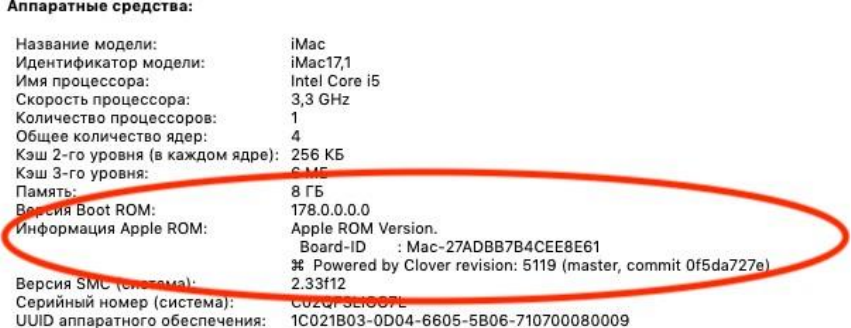 Аппаратные средства:
Название модели: iMac
Идентификатор модели: iMac17,1
Имя процессора: Intel Core i5
Скорость процессора: 3,3 GHz
Количество процессоров: 1
Общее количество ядер: 4
Кэш 2-го уровня (в каждом ядре): 256 КБ
Кэш 3-го уровня: 6 МБ
Память: 8 ГБ
Версия Boot ROM: 178.0.0.0.0
Информация Apple ROM: Apple ROM Version.
Board-ID : Mac-27ADBB7B4CEE8E61
⌘ Powered by Clover revision: 5119 (master, commit 0f5da727e)
Версия SMC (система): 2.33f12
Серийный номер (система):
UUID аппаратного обеспечения: 1C021B03-0D04-6605-5B06-710700080009